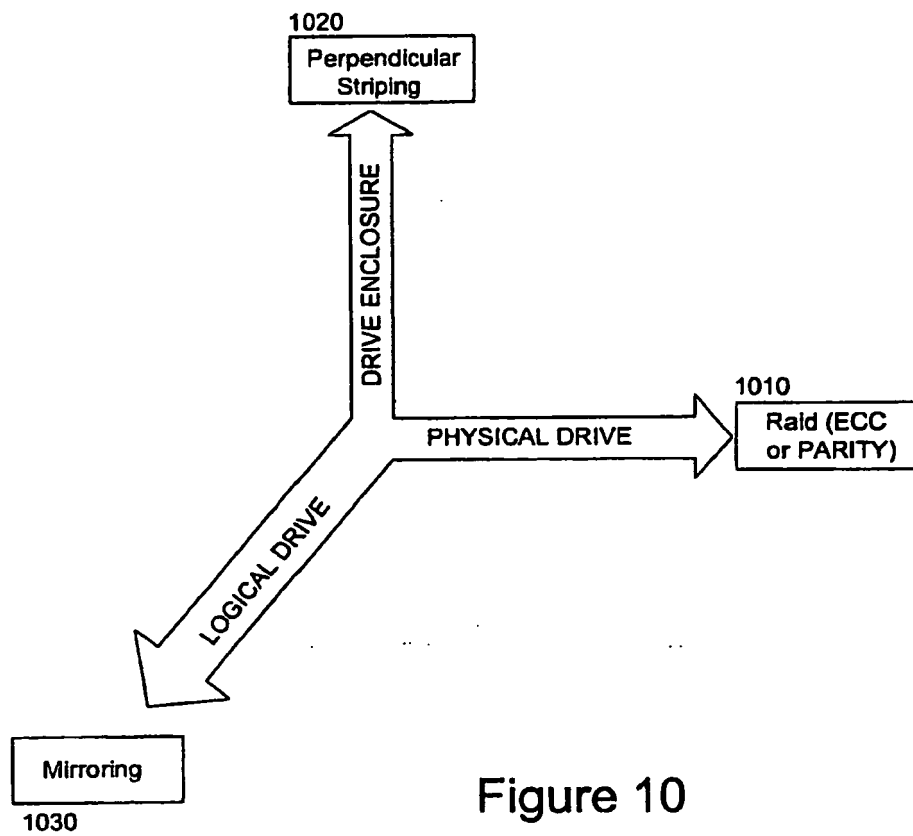 1020
Perpendicular
Striping
DRIVE ENCLOSURE
1010
Raid (ECC
or PARITY)
PHYSICAL DRIVE
LOGICAL DRIVE
Mirroring
1030
Figure 10